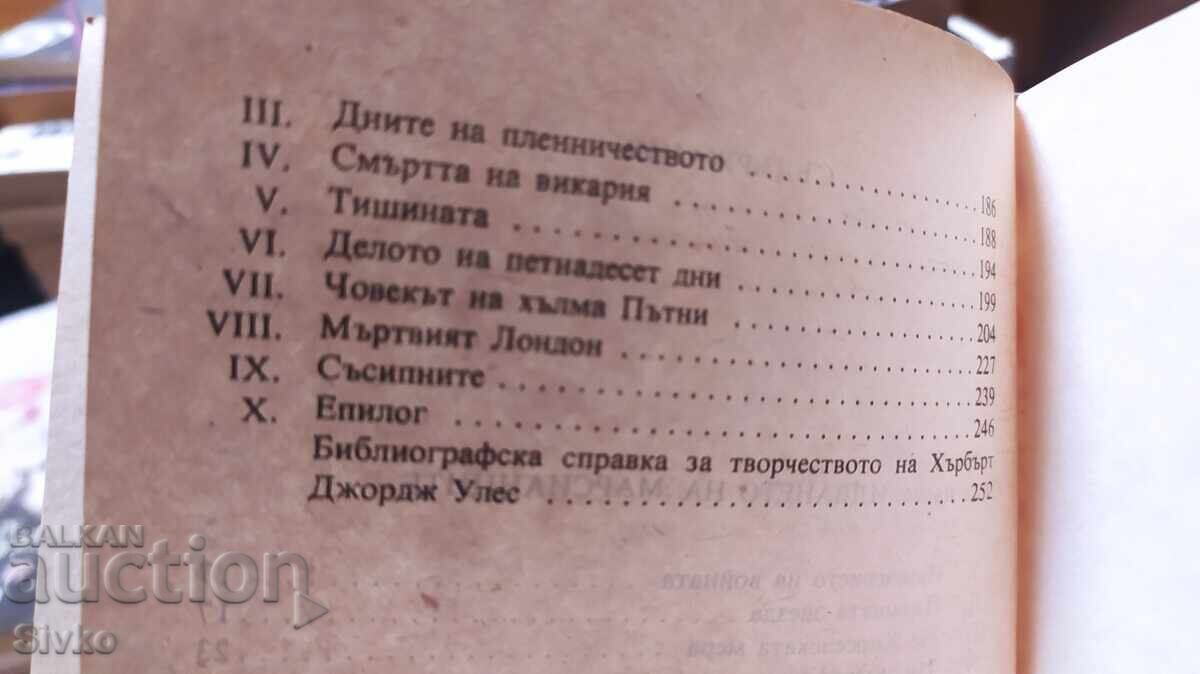 III. Дните на пленничеството . . . . . . . . . . . . 186
IV. Смъртта на викария . . . . . . . . . . . . . . . . 188
V. Тишината . . . . . . . . . . . . . . . . . . . . . . . . 194
VI. Делото на петнадесет дни . . . . . . . . . . . . 199
VII. Човекът на хълма Пътни . . . . . . . . . . . . 204
VIII. Мъртвият Лондон . . . . . . . . . . . . . . . . . 227
IX. Съсипните . . . . . . . . . . . . . . . . . . . . . . . 239
X. Епилог . . . . . . . . . . . . . . . . . . . . . . . . . . 246
Библиографска справка за творчеството на Хърбърт
Джордж Улес . . . . . . . . . . . . . . . . . . . . . . . 252
BALKAN
auction
Sivko